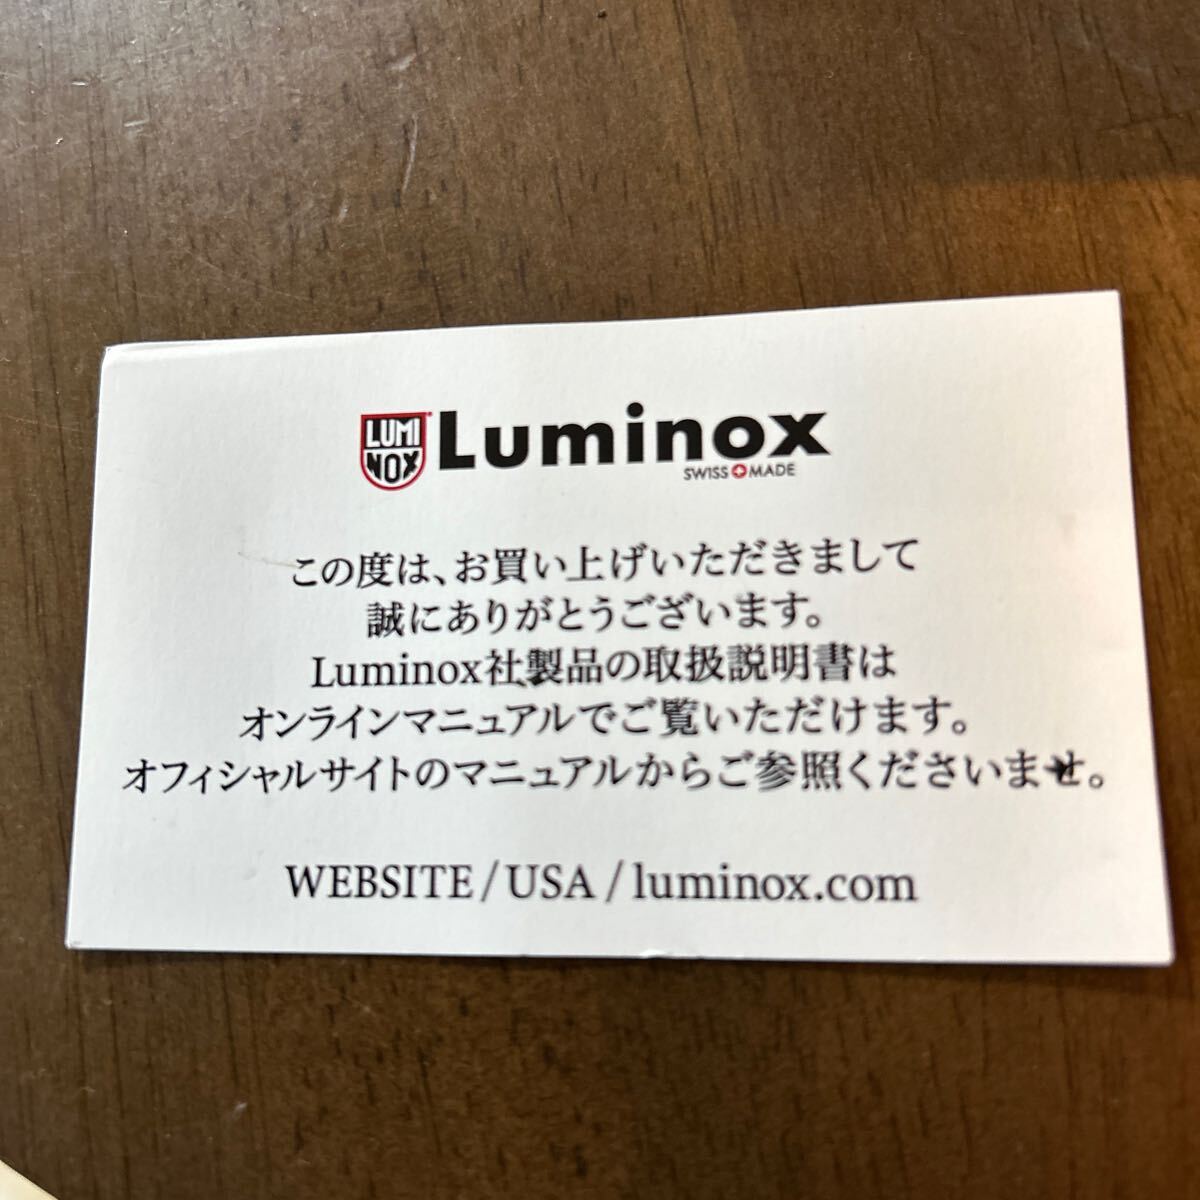 LUMI
NOX
Luminox
SWISS MADE
この度は、お買い上げいただきまして
誠にありがとうございます。
Luminox社製品の取扱説明書は
オンラインマニュアルでご覧いただけます。
オフィシャルサイトのマニュアルからご参照くださいませ。
WEBSITE / USA / luminox.com